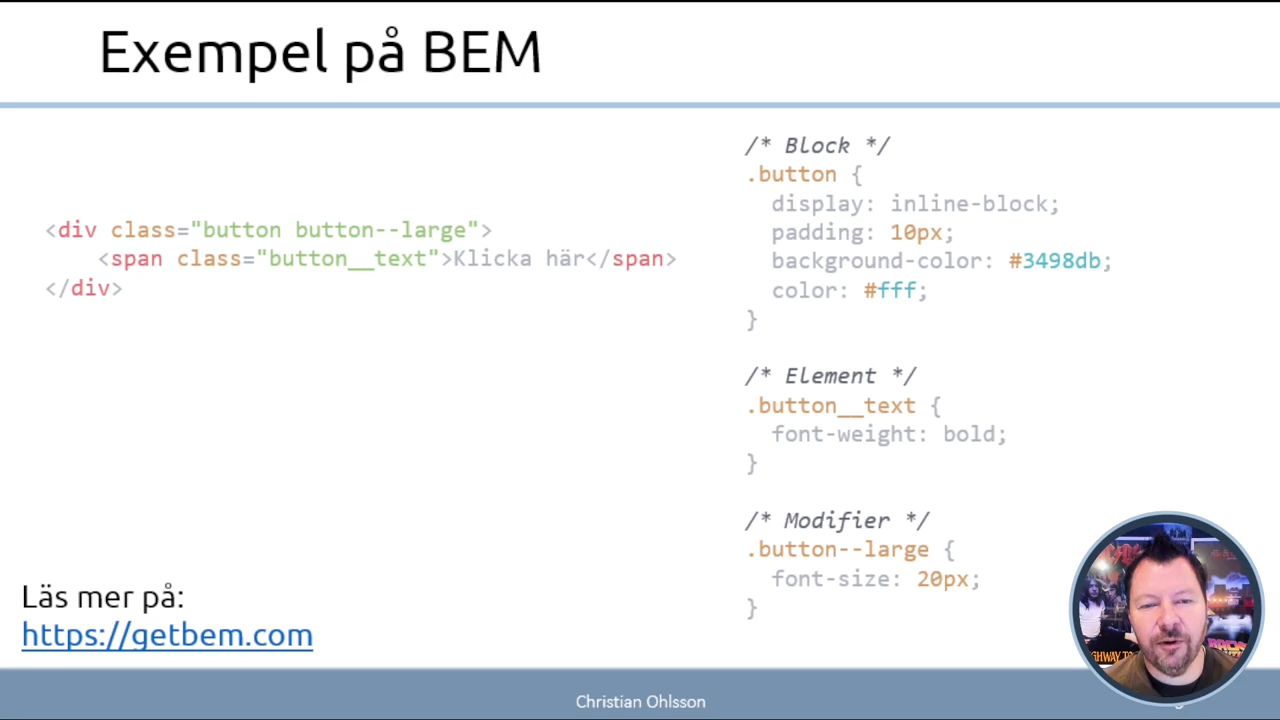 Exempel på BEM
<div class="button button--large">
    <span class="button__text">Klicka här</span>
</div>
/* Block */
.button {
  display: inline-block;
  padding: 10px;
  background-color: #3498db;
  color: #fff;
}
/* Element */
.button__text {
  font-weight: bold;
}
/* Modifier */
.button--large {
  font-size: 20px;
}
Läs mer på:
https://getbem.com
Christian Ohlsson